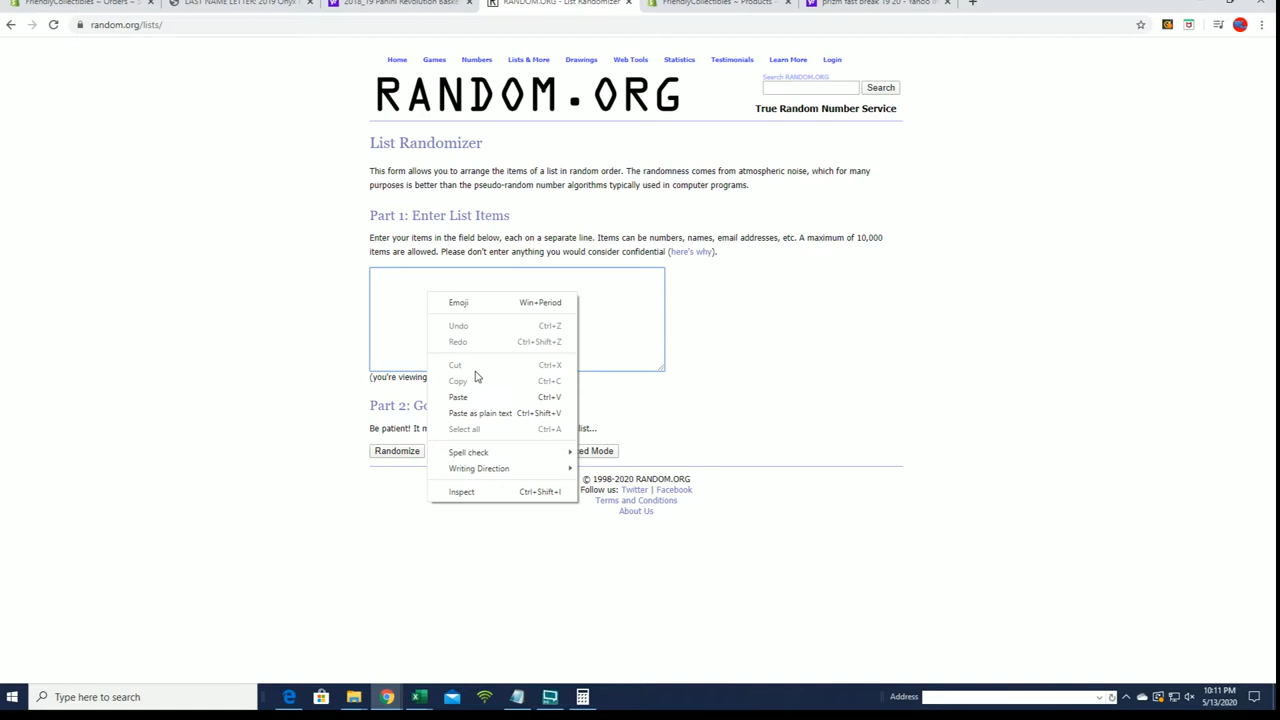 FriendlyCollectibles ~ Orders ~
LAST NAME LETTER: 2019 Onyx
2018_19 Panini Revolution Baske
RANDOM.ORG - List Randomizer
FriendlyCollectibles ~ Products ~
prizm fast break 19 20 - Yahoo
random.org/lists/
Home Games Numbers Lists & More Drawings Web Tools Statistics Testimonials Learn More Login
RANDOM.ORG
Search RANDOM.ORG
Search
True Random Number Service
List Randomizer
This form allows you to arrange the items of a list in random order. The randomness comes from atmospheric noise, which for many
purposes is better than the pseudo-random number algorithms typically used in computer programs.
Part 1: Enter List Items
Enter your items in the field below, each on a separate line. Items can be numbers, names, email addresses, etc. A maximum of 10,000
items are allowed. Please don't enter anything you would consider confidential (here's why).
Emoji Win+Period
Undo Ctrl+Z
Redo Ctrl+Shift+Z
Cut Ctrl+X
Copy Ctrl+C
Paste Ctrl+V
Paste as plain text Ctrl+Shift+V
Select all Ctrl+A
Spell check
Writing Direction
Inspect Ctrl+Shift+I
(you're viewing
Part 2: Go
Be patient! It m list...
Randomize ed Mode
© 1998-2020 RANDOM.ORG
Follow us: Twitter | Facebook
Terms and Conditions
About Us
Type here to search
Address
10:11 PM
5/13/2020